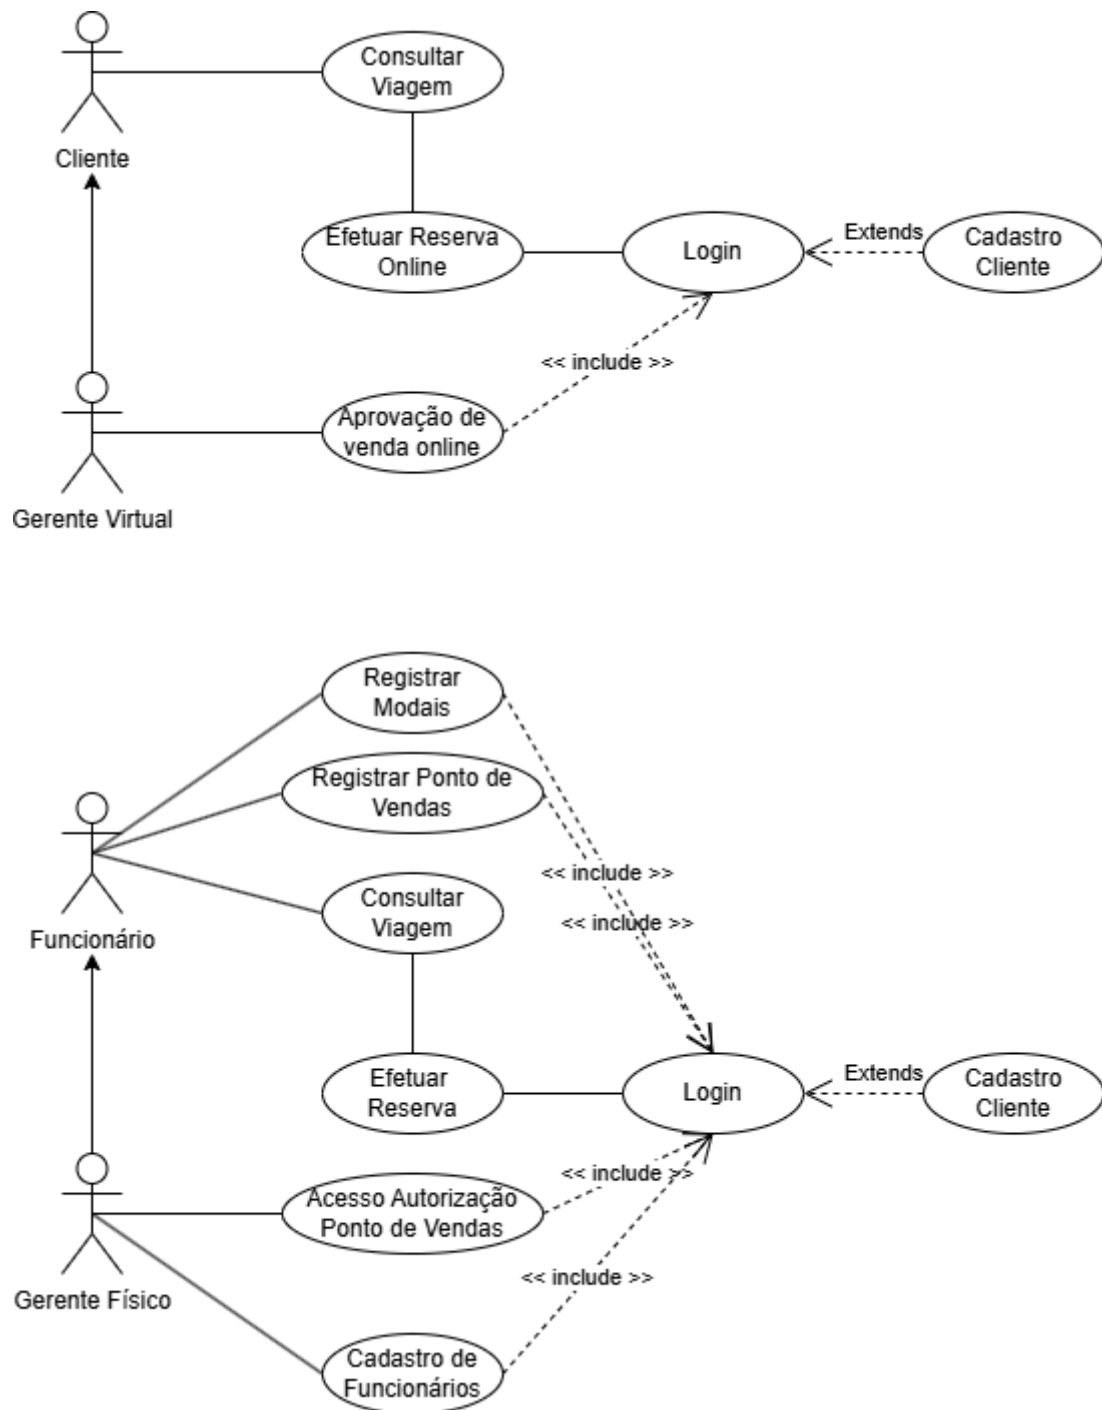 Consultar
Viagem
Cliente
Efetuar Reserva
Online
Login
Extends
Cadastro
Cliente
<< include >>
Aprovação de
venda online
Gerente Virtual
Registrar
Modais
Registrar Ponto de
Vendas
<< include >>
Consultar
Viagem
<< include >>
Funcionário
Efetuar
Reserva
Login
Extends
Cadastro
Cliente
<< include >>
Acesso Autorização
Ponto de Vendas
<< include >>
Gerente Físico
Cadastro de
Funcionários